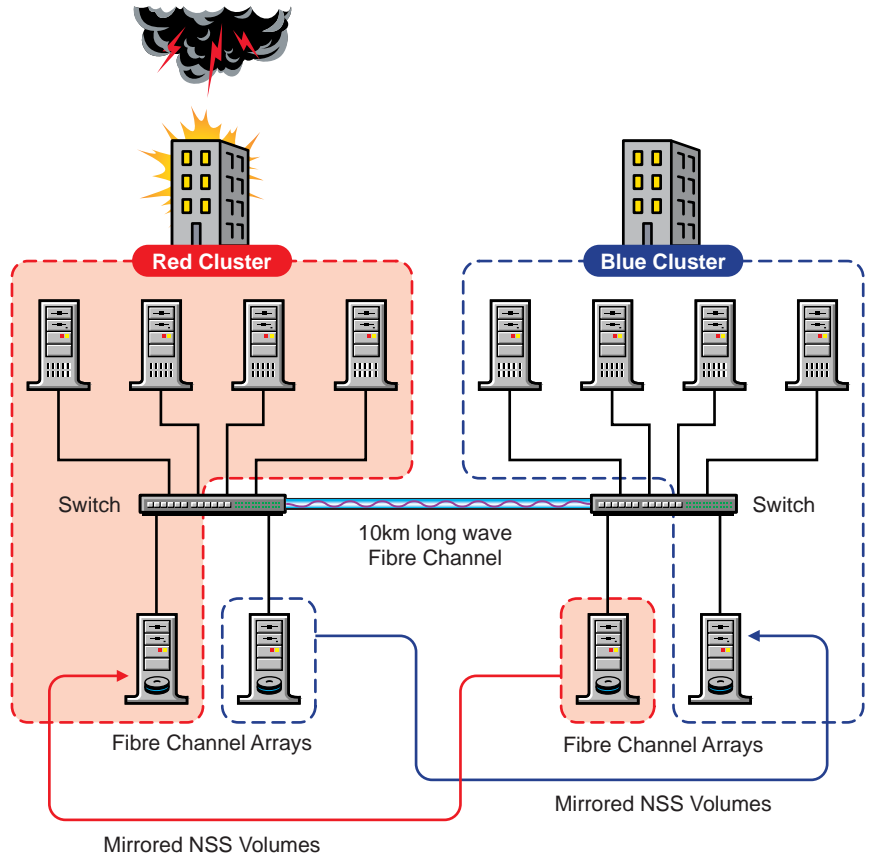 Red Cluster
Blue Cluster
Switch
10km long wave
Fibre Channel
Switch
Fibre Channel Arrays
Fibre Channel Arrays
Mirrored NSS Volumes
Mirrored NSS Volumes